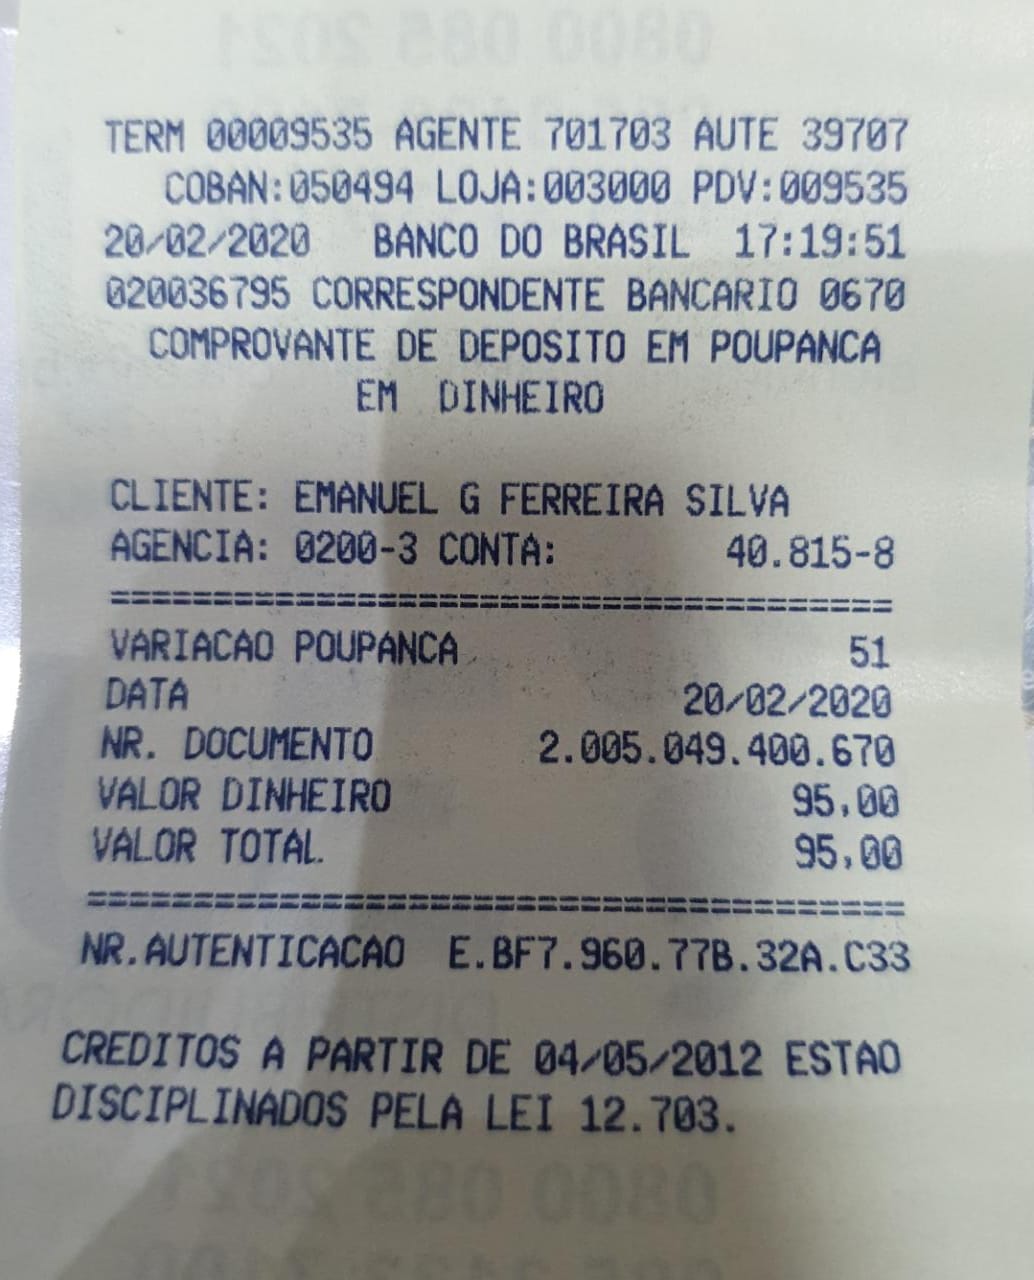 TERM 00009535 AGENTE 701703 AUTE 39707
COBAN:050494 LOJA:003000 PDV:009535
20/02/2020 BANCO DO BRASIL 17:19:51
020036795 CORRESPONDENTE BANCARIO 0670
COMPROVANTE DE DEPOSITO EM POUPANCA
EM DINHEIRO
CLIENTE: EMANUEL G FERREIRA SILVA
AGENCIA: 0200-3 CONTA: 40.815-8
======================================
VARIACAO POUPANCA 51
DATA 20/02/2020
NR. DOCUMENTO 2.005.049.400.670
VALOR DINHEIRO 95,00
VALOR TOTAL 95,00
======================================
NR.AUTENTICACAO E.BF7.960.77B.32A.C33
CREDITOS A PARTIR DE 04/05/2012 ESTAO
DISCIPLINADOS PELA LEI 12.703.